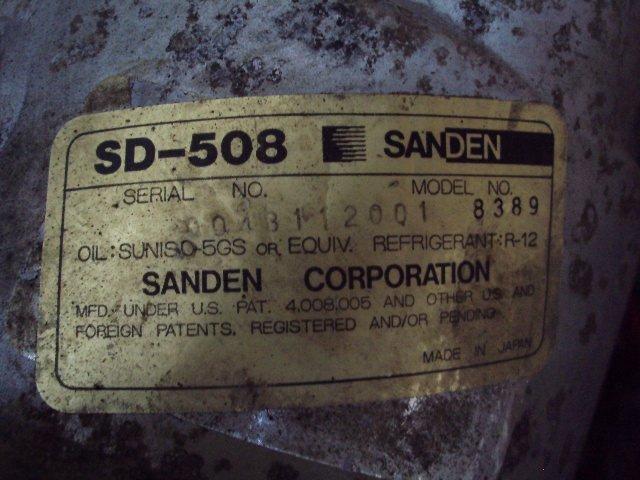 SD-508 SANDEN
SERIAL NO. MODEL NO.
8389
OIL: SUNISO-5GS OR EQUIV. REFRIGERANT: R-12
SANDEN CORPORATION
MFD. UNDER U.S. PAT. 4.008.005 AND OTHER U.S. AND
FOREIGN PATENTS, REGISTERED AND/OR PENDING
MADE IN JAPAN